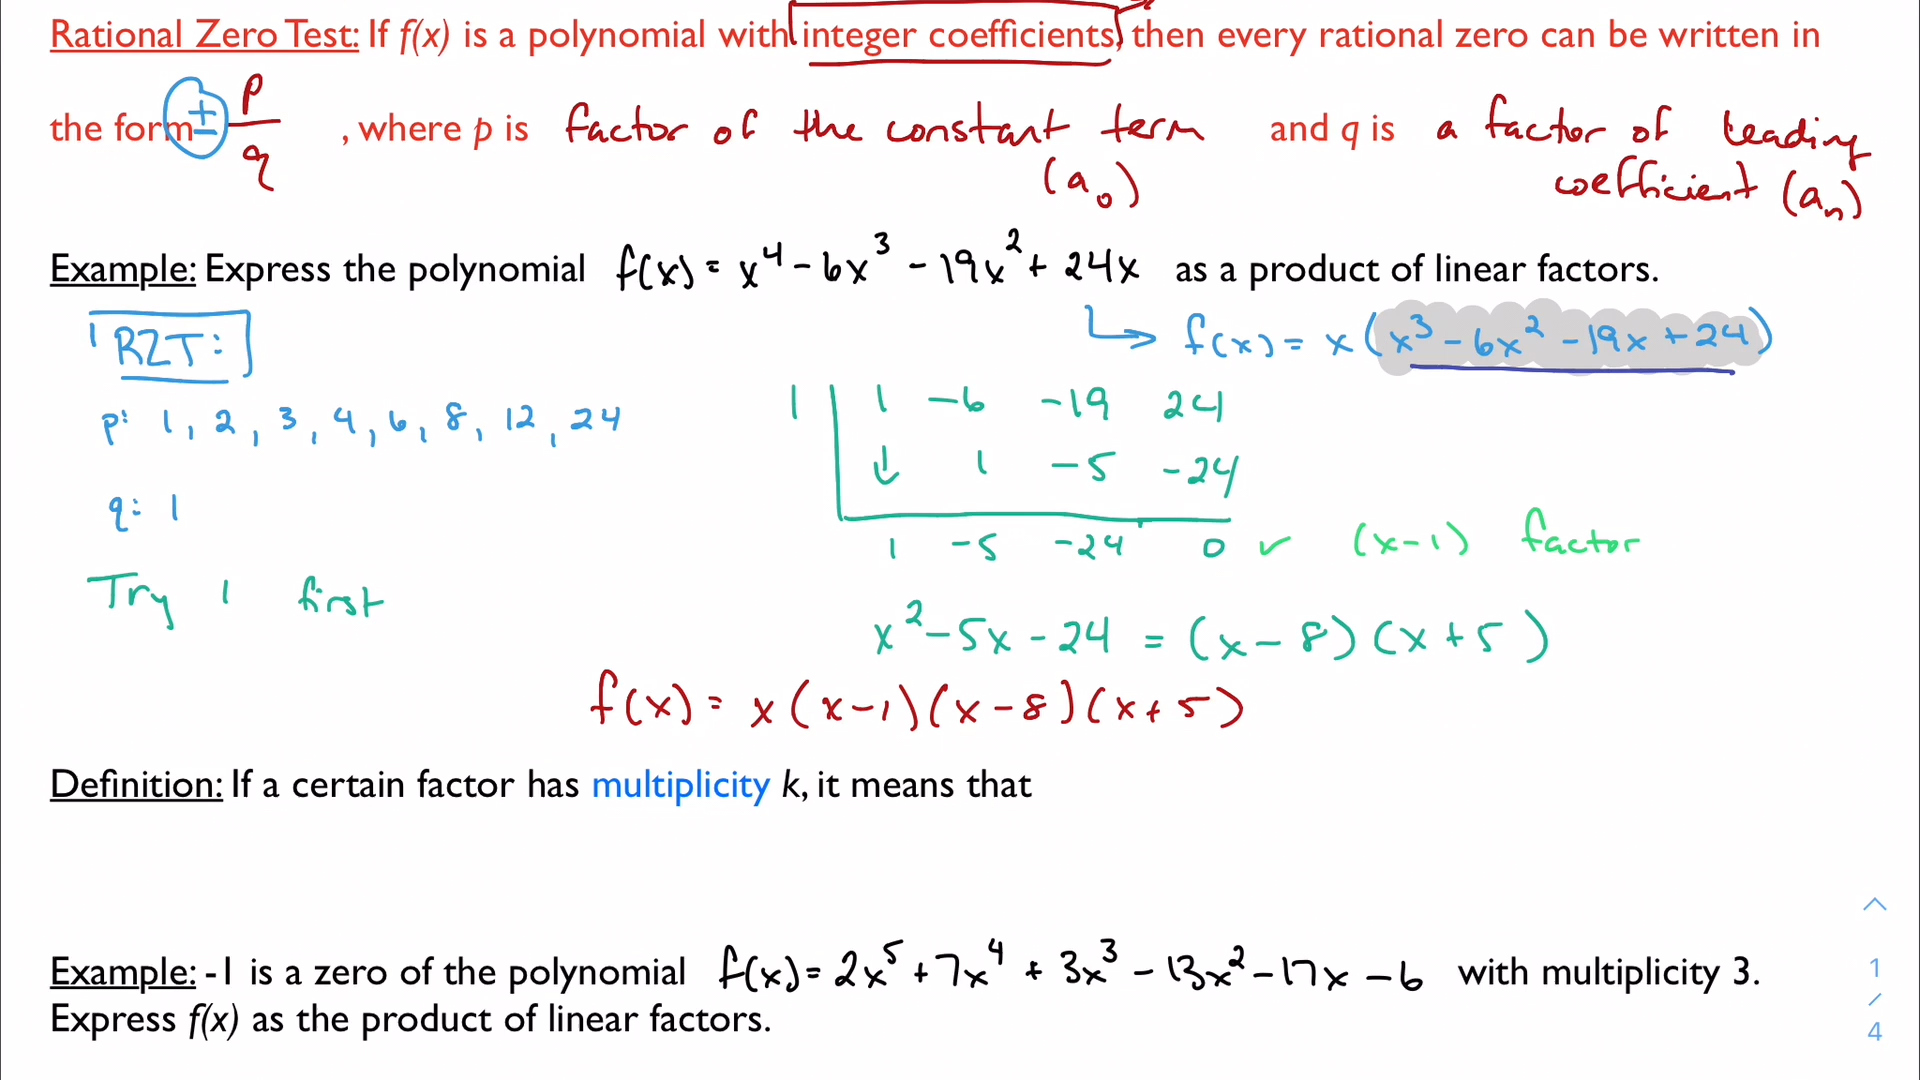 Rational Zero Test: If f(x) is a polynomial with integer coefficients, then every rational zero can be written in
the form ± p/q , where p is factor of the constant term (a₀) and q is a factor of leading coefficient (aₙ)
Example: Express the polynomial f(x) = x⁴ - 6x³ - 19x² + 24x as a product of linear factors.
RZT:
f(x) = x(x³ - 6x² - 19x + 24)
p: 1, 2, 3, 4, 6, 8, 12, 24
q: 1
Try 1 first
1 | 1 -6 -19 24
↓ 1 -5 -24
1 -5 -24 0 ✓ (x-1) factor
x² - 5x - 24 = (x - 8)(x + 5)
f(x) = x(x-1)(x-8)(x+5)
Definition: If a certain factor has multiplicity k, it means that
Example: -1 is a zero of the polynomial f(x) = 2x⁵ + 7x⁴ + 3x³ - 13x² - 17x - 6 with multiplicity 3.
Express f(x) as the product of linear factors.
1
/
4